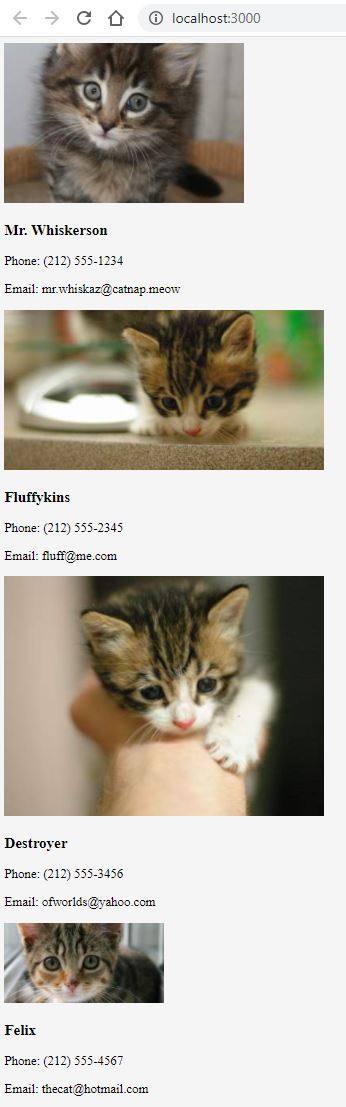 localhost:3000
Mr. Whiskerson
Phone: (212) 555-1234
Email: mr.whiskaz@catnap.meow
Fluffykins
Phone: (212) 555-2345
Email: fluff@me.com
Destroyer
Phone: (212) 555-3456
Email: ofworlds@yahoo.com
Felix
Phone: (212) 555-4567
Email: thecat@hotmail.com